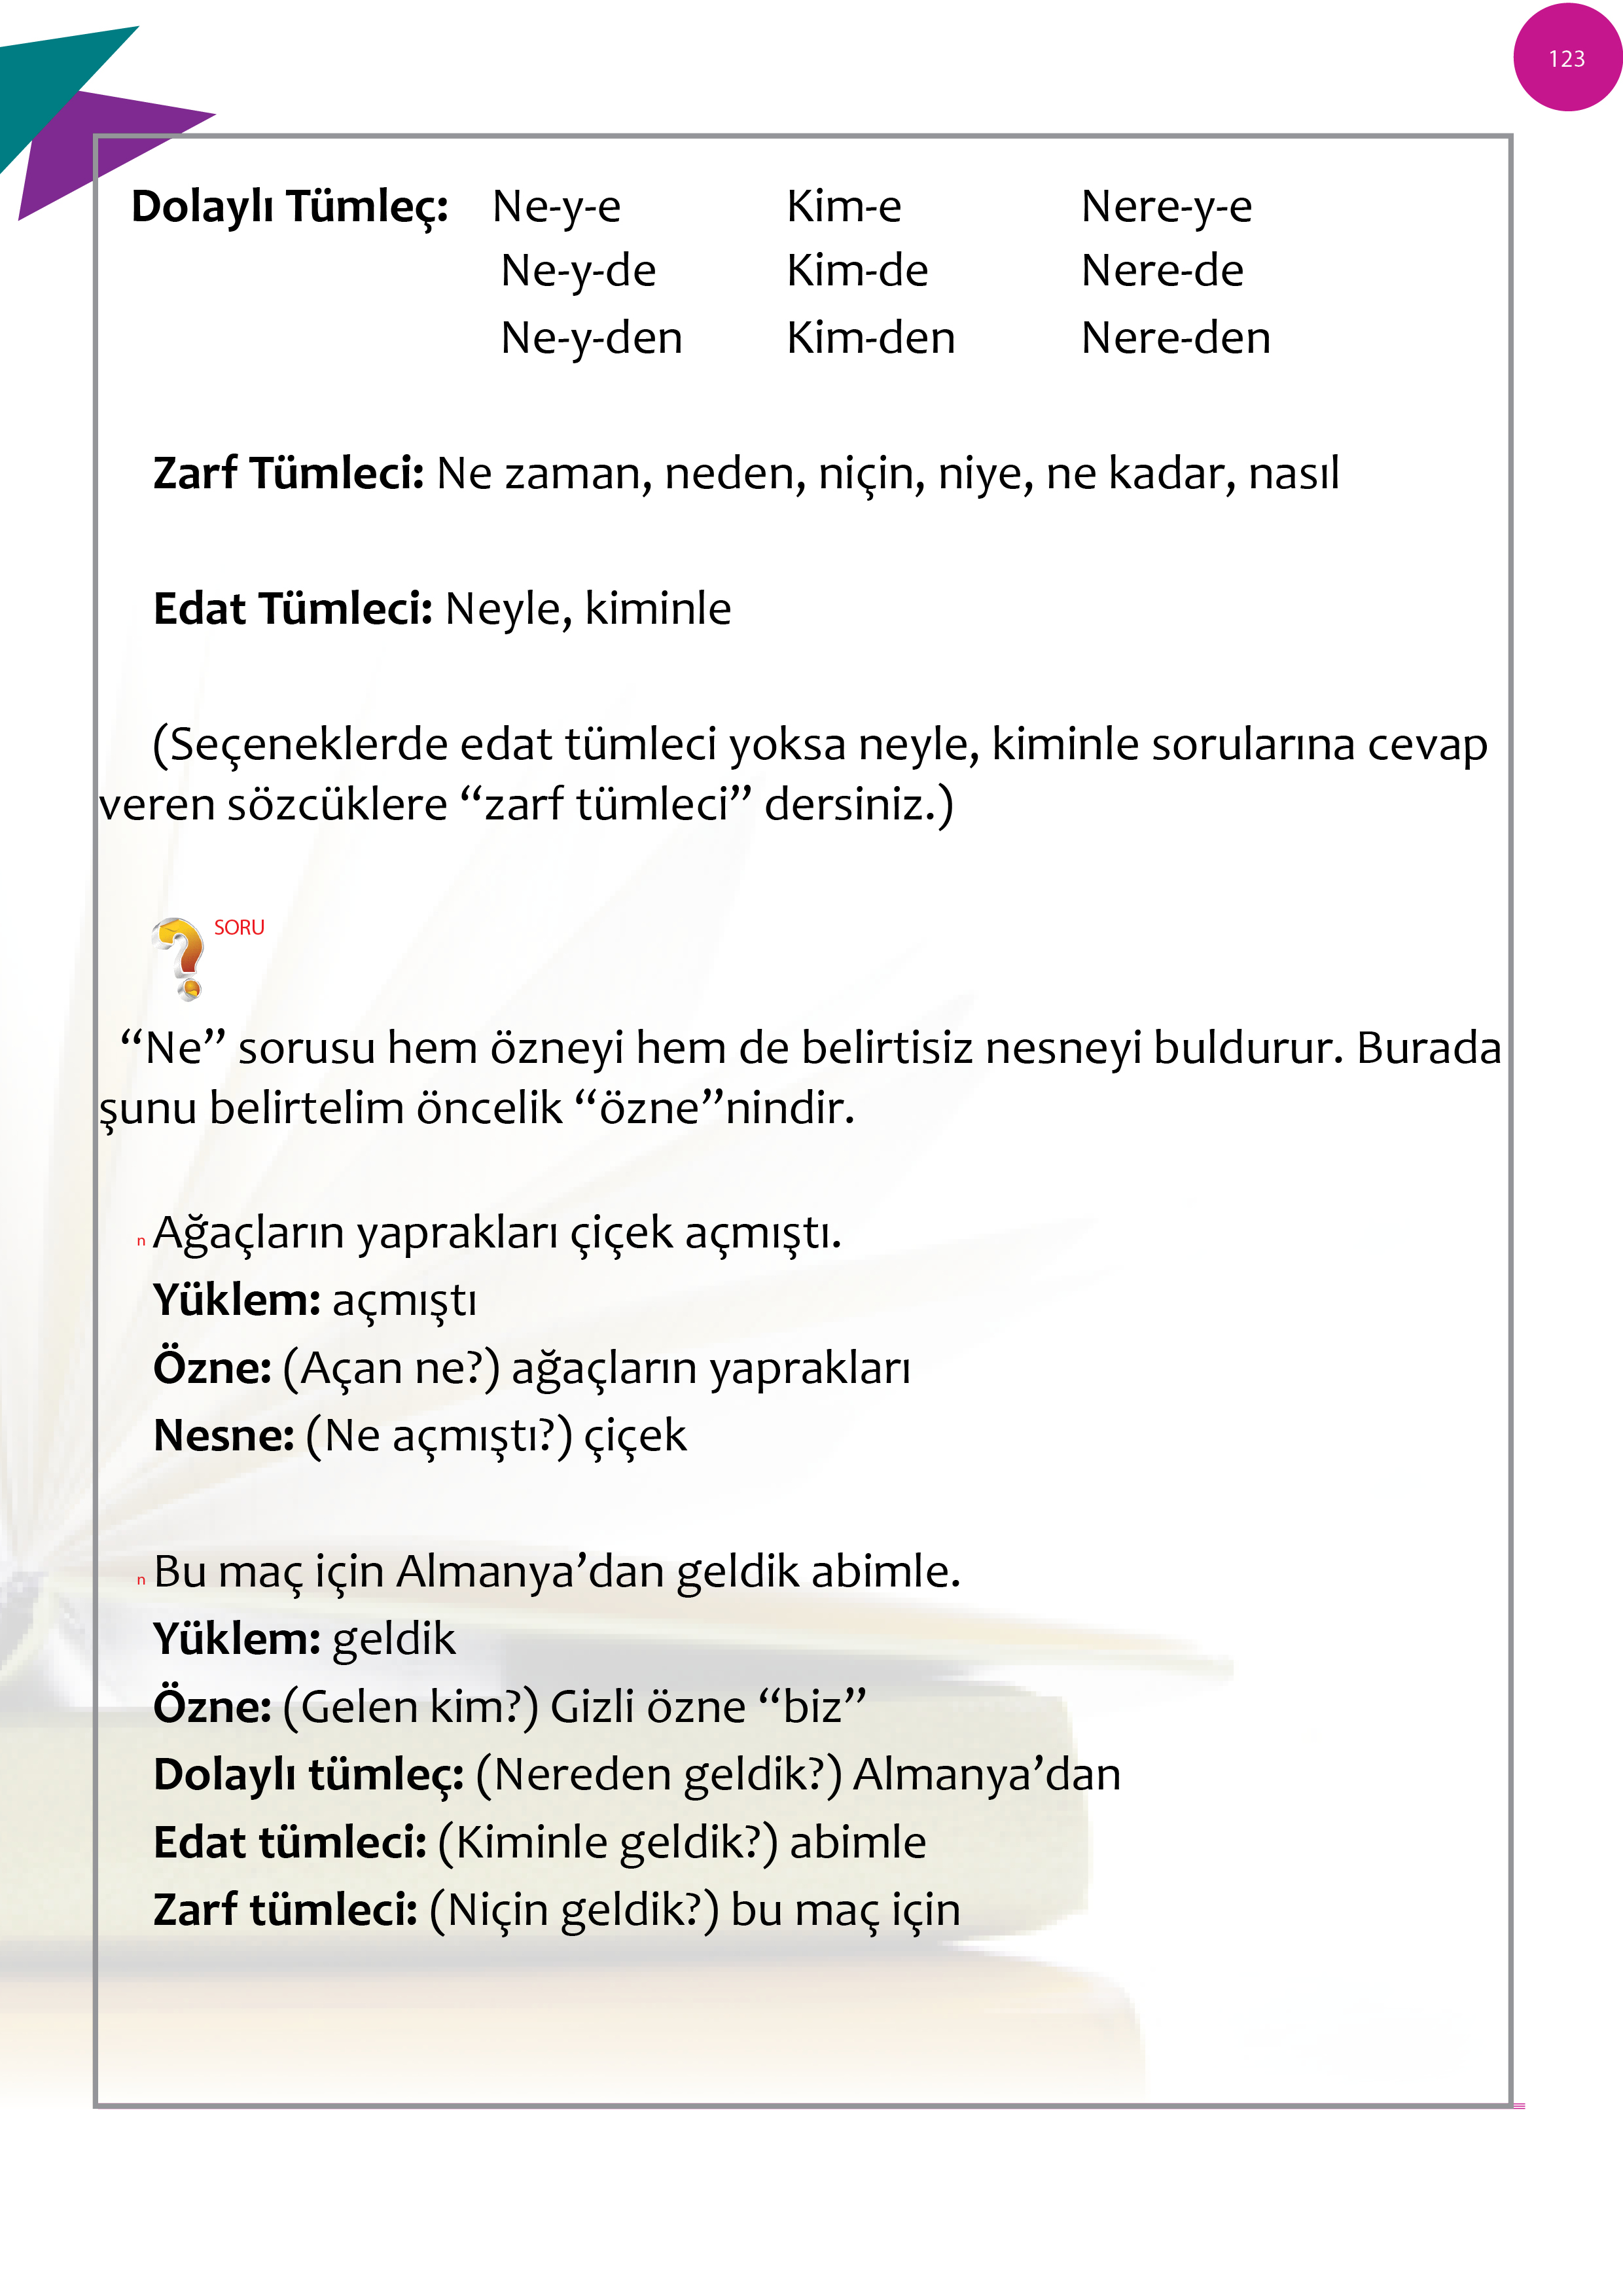 123
Dolaylı Tümleç: Ne-y-e Kim-e Nere-y-e
Ne-y-de Kim-de Nere-de
Ne-y-den Kim-den Nere-den
Zarf Tümleci: Ne zaman, neden, niçin, niye, ne kadar, nasıl
Edat Tümleci: Neyle, kiminle
(Seçeneklerde edat tümleci yoksa neyle, kiminle sorularına cevap
veren sözcüklere “zarf tümleci” dersiniz.)
SORU
“Ne” sorusu hem özneyi hem de belirtisiz nesneyi buldurur. Burada
şunu belirtelim öncelik “özne”nindir.
n Ağaçların yaprakları çiçek açmıştı.
Yüklem: açmıştı
Özne: (Açan ne?) ağaçların yaprakları
Nesne: (Ne açmıştı?) çiçek
n Bu maç için Almanya’dan geldik abimle.
Yüklem: geldik
Özne: (Gelen kim?) Gizli özne “biz”
Dolaylı tümleç: (Nereden geldik?) Almanya’dan
Edat tümleci: (Kiminle geldik?) abimle
Zarf tümleci: (Niçin geldik?) bu maç için